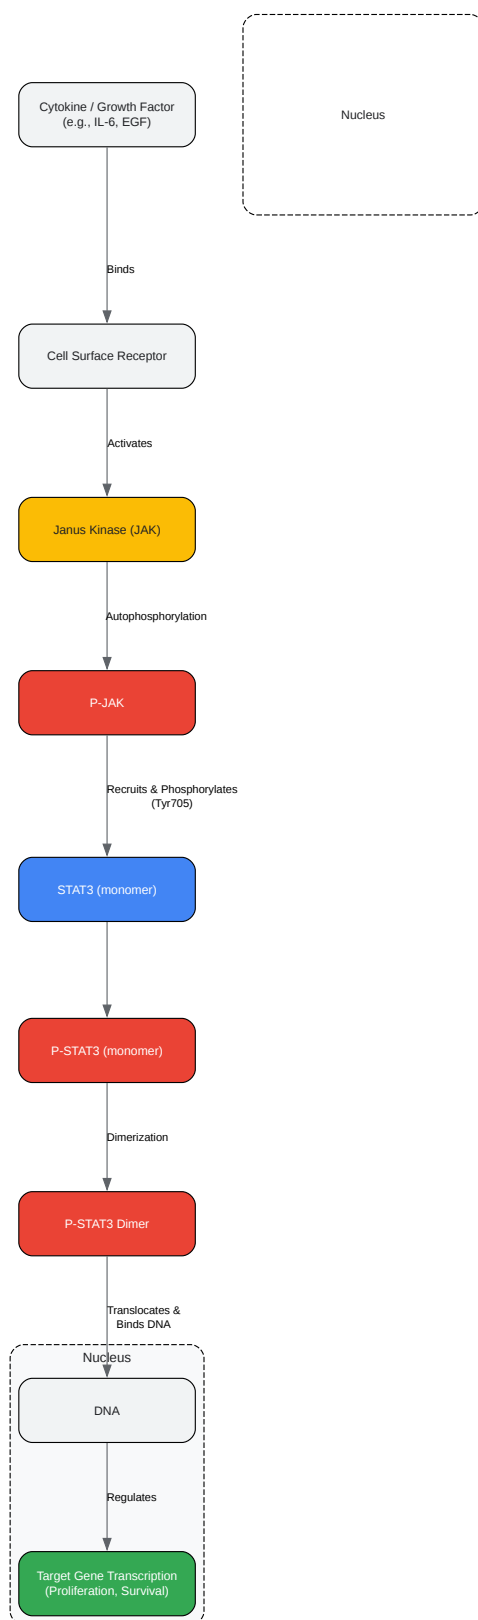 Cytokine / Growth Factor
(e.g., IL-6, EGF)
Nucleus
Binds
Cell Surface Receptor
Activates
Janus Kinase (JAK)
Autophosphorylation
P-JAK
Recruits & Phosphorylates
(Tyr705)
STAT3 (monomer)
P-STAT3 (monomer)
Dimerization
P-STAT3 Dimer
Translocates &
Binds DNA
Nucleus
DNA
Regulates
Target Gene Transcription
(Proliferation, Survival)